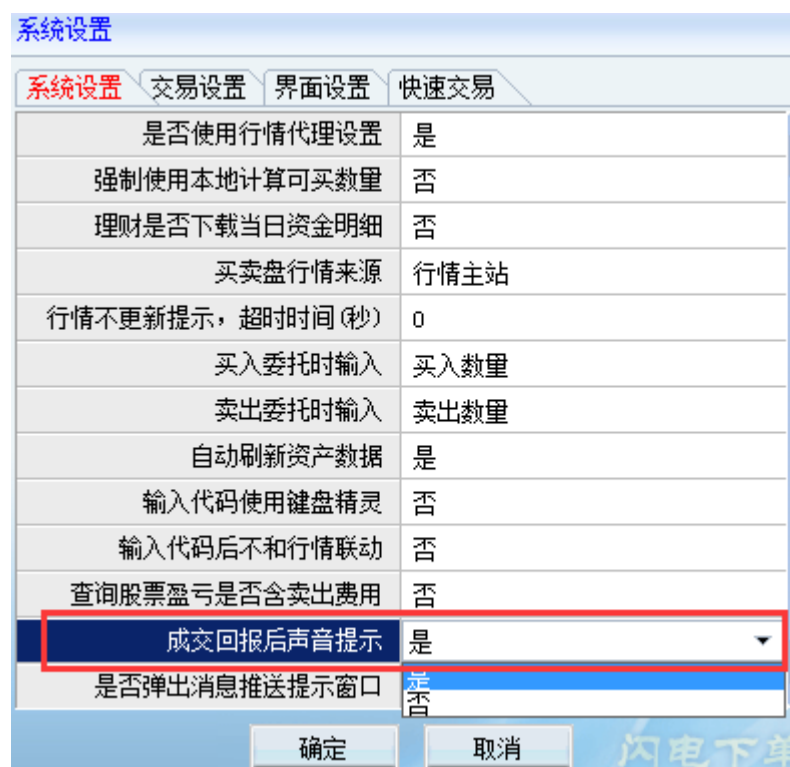 系统设置
系统设置 交易设置 界面设置 快速交易
是否使用行情代理设置 是
强制使用本地计算可买数量 否
理财是否下载当日资金明细 否
买卖盘行情来源 行情主站
行情不更新提示，超时时间(秒) 0
买入委托时输入 买入数量
卖出委托时输入 卖出数量
自动刷新资产数据 是
输入代码使用键盘精灵 否
输入代码后不和行情联动 否
查询股票盈亏是否含卖出费用 否
成交回报后声音提示 是
是否弹出消息推送提示窗口 是
否
确定 取消 闪电下单